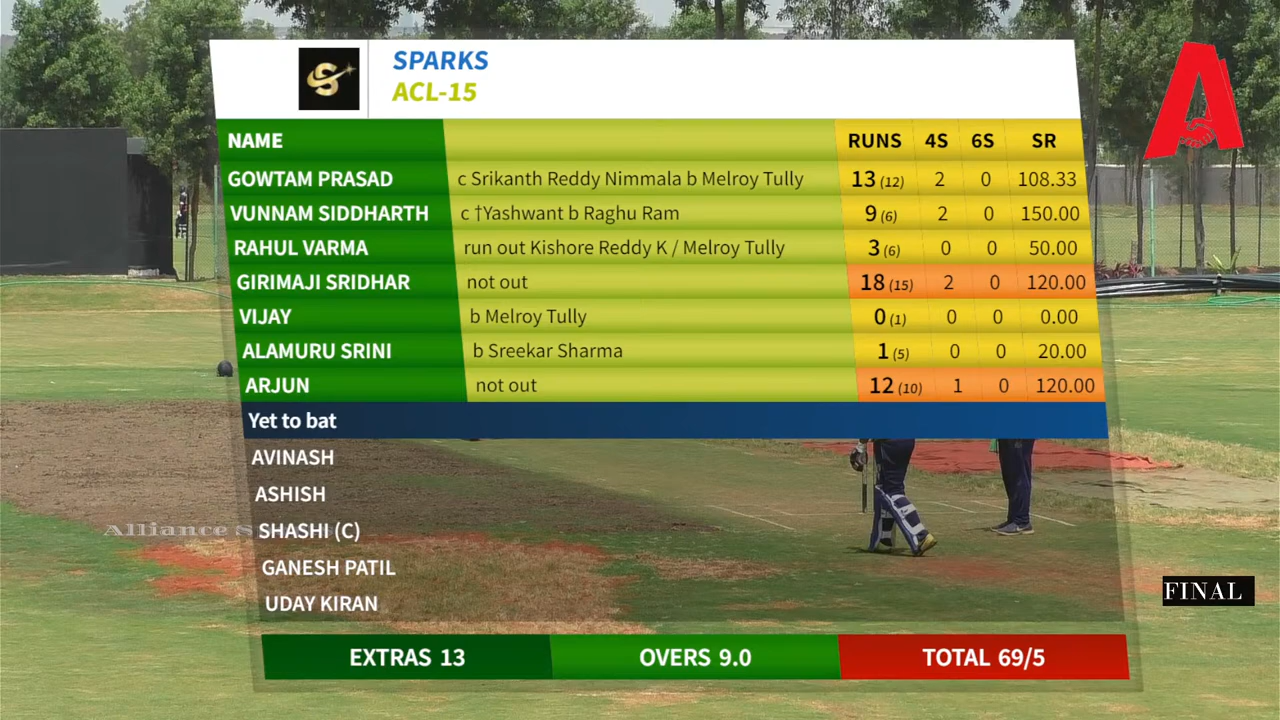 SPARKS
ACL-15
NAME RUNS 4S 6S SR
GOWTAM PRASAD c Srikanth Reddy Nimmala b Melroy Tully 13 (12) 2 0 108.33
VUNNAM SIDDHARTH c †Yashwant b Raghu Ram 9 (6) 2 0 150.00
RAHUL VARMA run out Kishore Reddy K / Melroy Tully 3 (6) 0 0 50.00
GIRIMAJI SRIDHAR not out 18 (15) 2 0 120.00
VIJAY b Melroy Tully 0 (1) 0 0 0.00
ALAMURU SRINI b Sreekar Sharma 1 (5) 0 0 20.00
ARJUN not out 12 (10) 1 0 120.00
Yet to bat
AVINASH
ASHISH
Alliance
SHASHI (C)
GANESH PATIL
FINAL
UDAY KIRAN
EXTRAS 13 OVERS 9.0 TOTAL 69/5